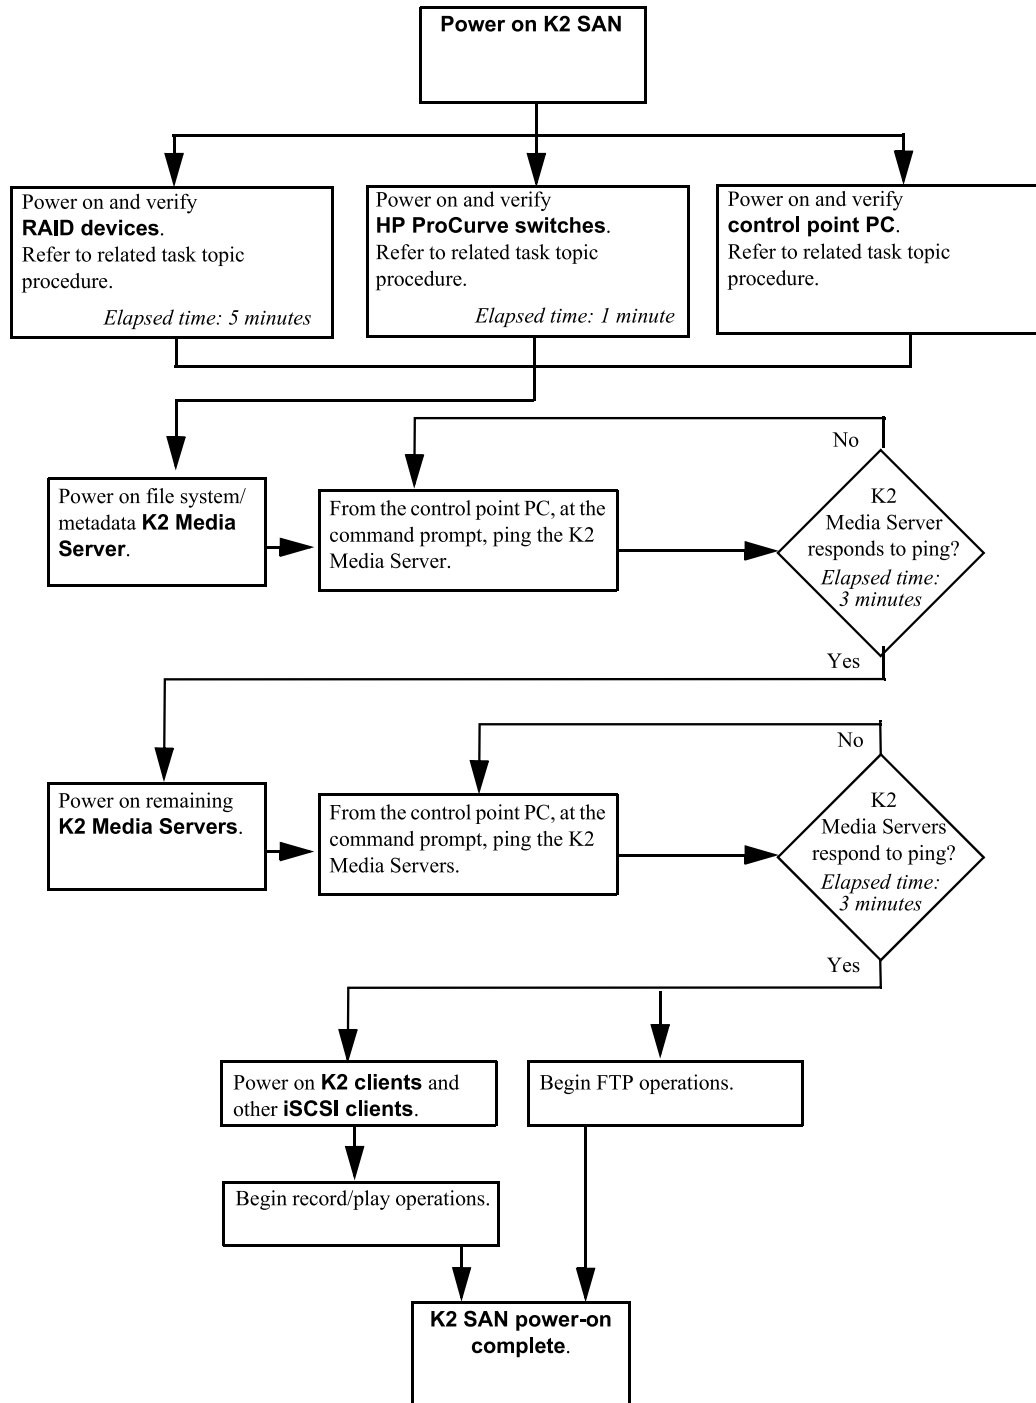 Power on K2 SAN
Power on and verify
RAID devices.
Refer to related task topic
procedure.
Elapsed time: 5 minutes
Power on and verify
HP ProCurve switches.
Refer to related task topic
procedure.
Elapsed time: 1 minute
Power on and verify
control point PC.
Refer to related task topic
procedure.
No
Power on file system/
metadata K2 Media
Server.
From the control point PC, at the
command prompt, ping the K2
Media Server.
K2
Media Server
responds to ping?
Elapsed time:
3 minutes
Yes
No
Power on remaining
K2 Media Servers.
From the control point PC, at the
command prompt, ping the K2
Media Servers.
K2
Media Servers
respond to ping?
Elapsed time:
3 minutes
Yes
Power on K2 clients and
other iSCSI clients.
Begin FTP operations.
Begin record/play operations.
K2 SAN power-on
complete.